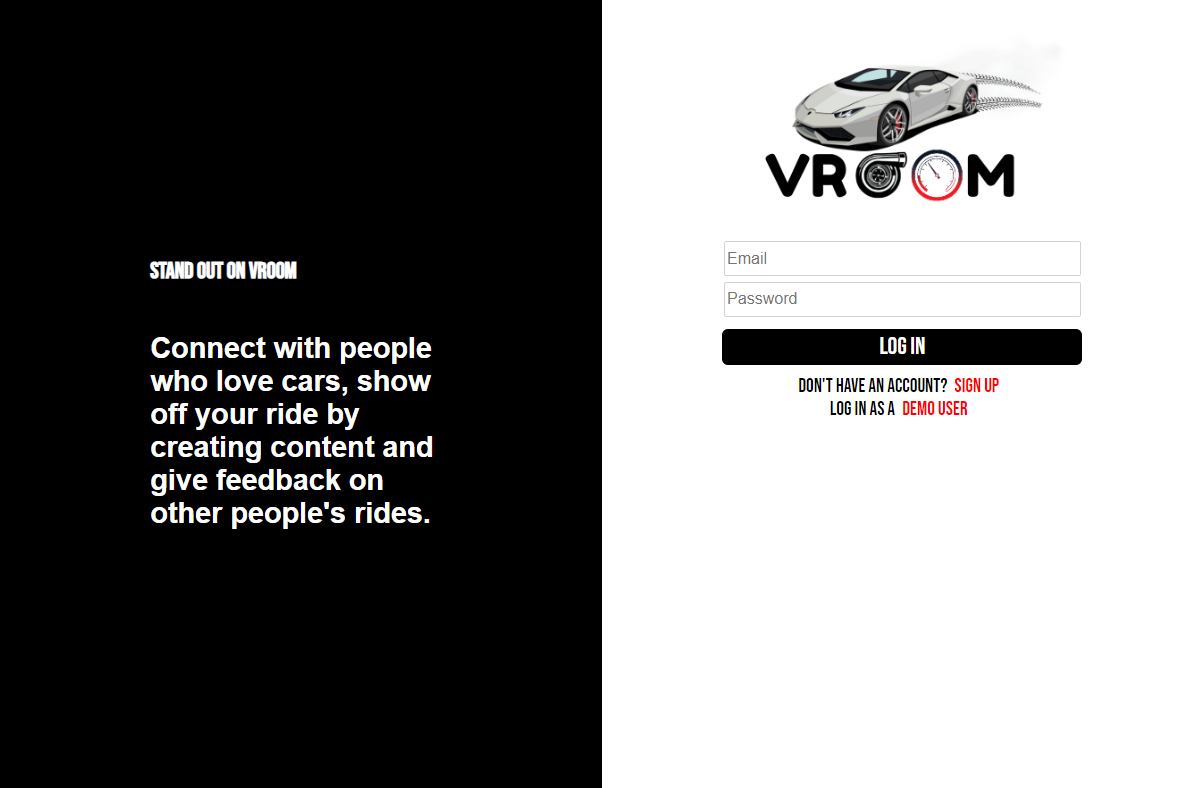 STAND OUT ON VROOM
Connect with people
who love cars, show
off your ride by
creating content and
give feedback on
other people's rides.
VROOM
Email
Password
LOG IN
DON'T HAVE AN ACCOUNT? SIGN UP
LOG IN AS A DEMO USER